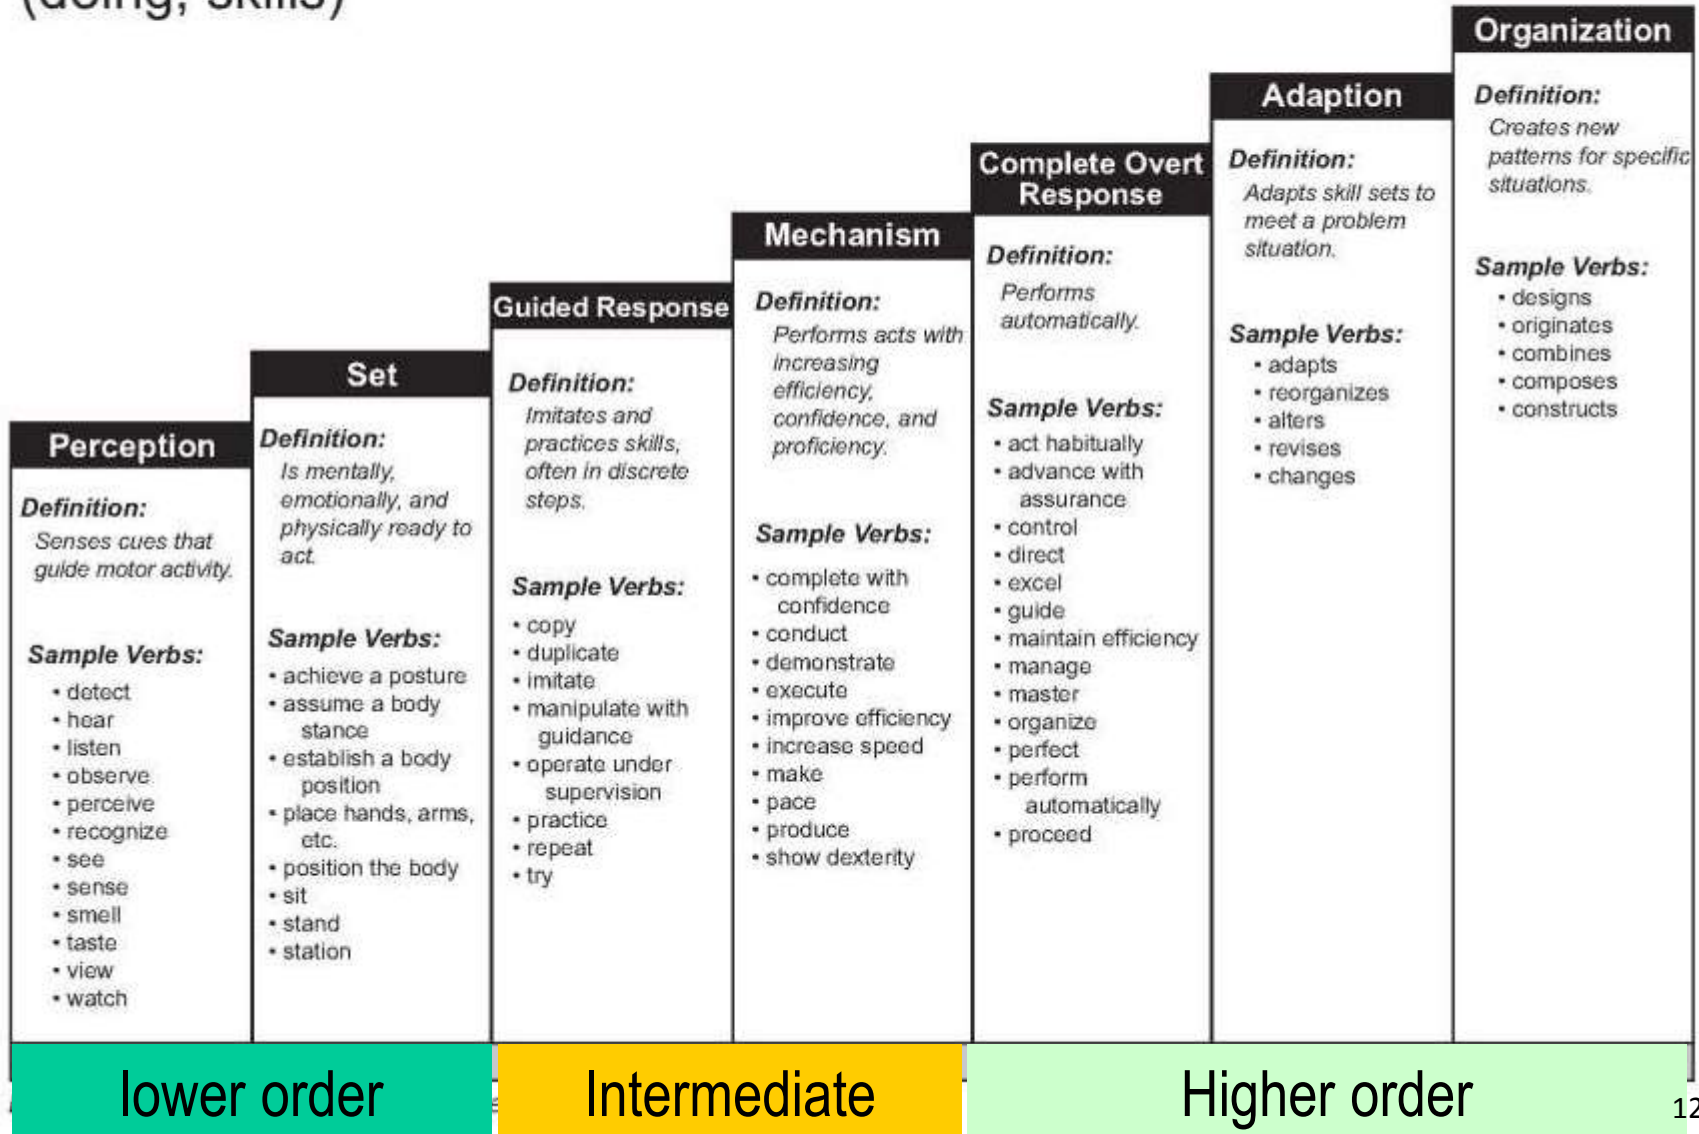 (doing, skills)
Perception
Definition:
Senses cues that
guide motor activity.
Sample Verbs:
• detect
• hear
• listen
• observe
• perceive
• recognize
• see
• sense
• smell
• taste
• view
• watch
Set
Definition:
Is mentally,
emotionally, and
physically ready to
act.
Sample Verbs:
• achieve a posture
• assume a body
stance
• establish a body
position
• place hands, arms,
etc.
• position the body
• sit
• stand
• station
Guided Response
Definition:
Imitates and
practices skills,
often in discrete
steps.
Sample Verbs:
• copy
• duplicate
• imitate
• manipulate with
guidance
• operate under
supervision
• practice
• repeat
• try
Mechanism
Definition:
Performs acts with
increasing
efficiency,
confidence, and
proficiency.
Sample Verbs:
• complete with
confidence
• conduct
• demonstrate
• execute
• improve efficiency
• increase speed
• make
• pace
• produce
• show dexterity
Complete Overt
Response
Definition:
Performs
automatically.
Sample Verbs:
• act habitually
• advance with
assurance
• control
• direct
• excel
• guide
• maintain efficiency
• manage
• master
• organize
• perfect
• perform
automatically
• proceed
Adaption
Definition:
Adapts skill sets to
meet a problem
situation.
Sample Verbs:
• adapts
• reorganizes
• alters
• revises
• changes
Organization
Definition:
Creates new
patterns for specific
situations.
Sample Verbs:
• designs
• originates
• combines
• composes
• constructs
lower order
Intermediate
Higher order
12